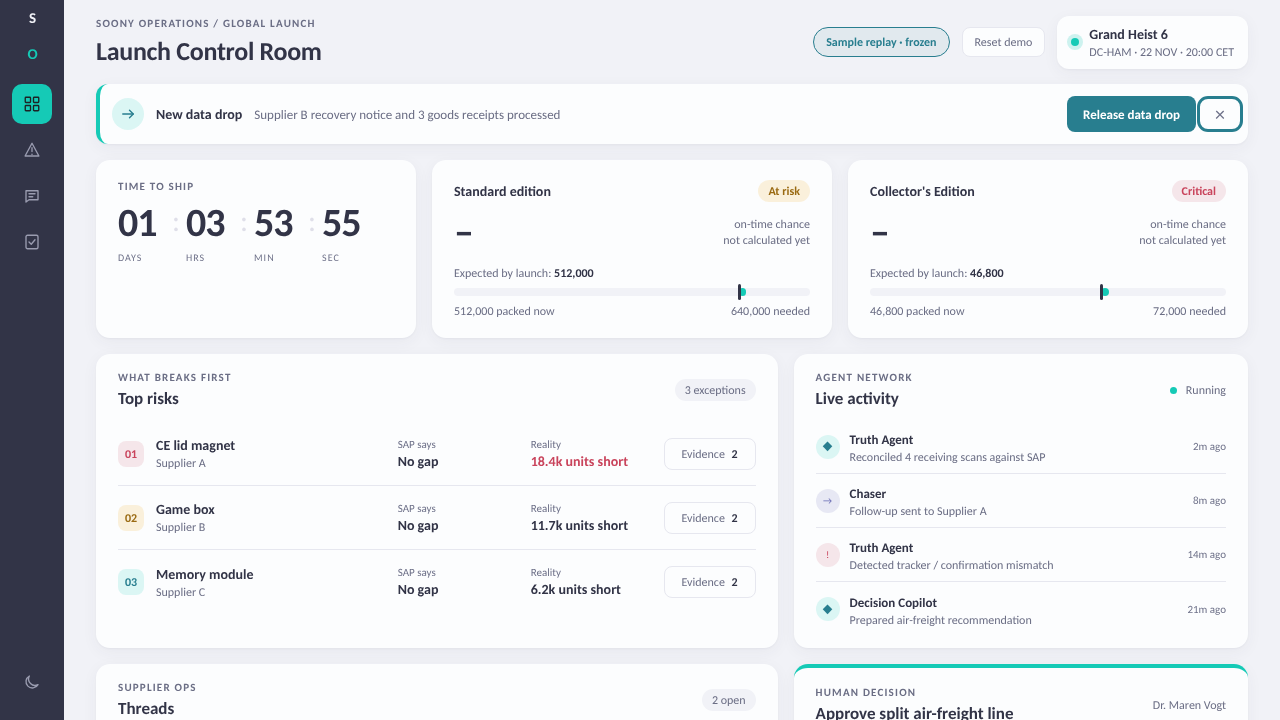 S
O
SOONY OPERATIONS / GLOBAL LAUNCH
Launch Control Room
Sample replay · frozen
Reset demo
Grand Heist 6
DC-HAM · 22 NOV · 20:00 CET
New data drop
Supplier B recovery notice and 3 goods receipts processed
Release data drop
TIME TO SHIP
01 : 03 : 53 : 55
DAYS HRS MIN SEC
Standard edition
At risk
–
on-time chance
not calculated yet
Expected by launch: 512,000
512,000 packed now
640,000 needed
Collector's Edition
Critical
–
on-time chance
not calculated yet
Expected by launch: 46,800
46,800 packed now
72,000 needed
WHAT BREAKS FIRST
Top risks
3 exceptions
01
CE lid magnet
Supplier A
SAP says
No gap
Reality
18.4k units short
Evidence 2
02
Game box
Supplier B
SAP says
No gap
Reality
11.7k units short
Evidence 2
03
Memory module
Supplier C
SAP says
No gap
Reality
6.2k units short
Evidence 2
AGENT NETWORK
Live activity
Running
Truth Agent
Reconciled 4 receiving scans against SAP
2m ago
Chaser
Follow-up sent to Supplier A
8m ago
Truth Agent
Detected tracker / confirmation mismatch
14m ago
Decision Copilot
Prepared air-freight recommendation
21m ago
SUPPLIER OPS
Threads
2 open
HUMAN DECISION
Approve split air-freight line
Dr. Maren Vogt